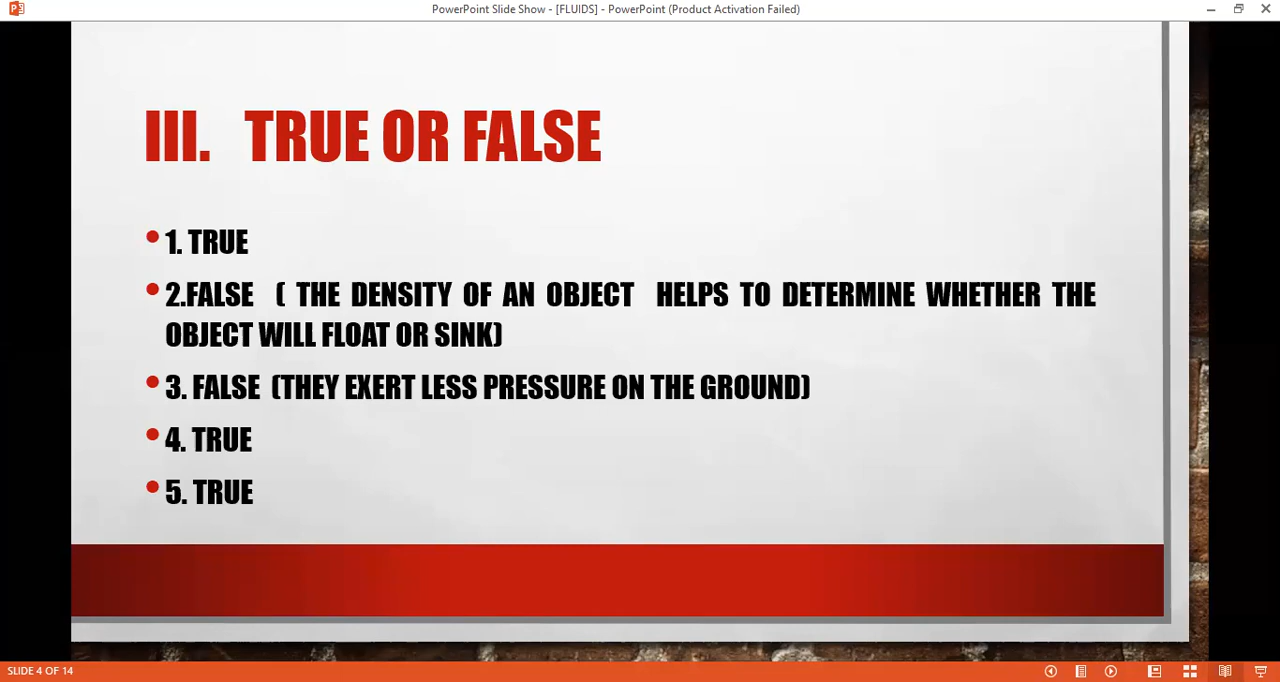 PowerPoint Slide Show - [FLUIDS] - PowerPoint (Product Activation Failed)
III. TRUE OR FALSE
• 1. TRUE
• 2.FALSE ( THE DENSITY OF AN OBJECT HELPS TO DETERMINE WHETHER THE
OBJECT WILL FLOAT OR SINK)
• 3. FALSE (THEY EXERT LESS PRESSURE ON THE GROUND)
• 4. TRUE
• 5. TRUE
SLIDE 4 OF 14